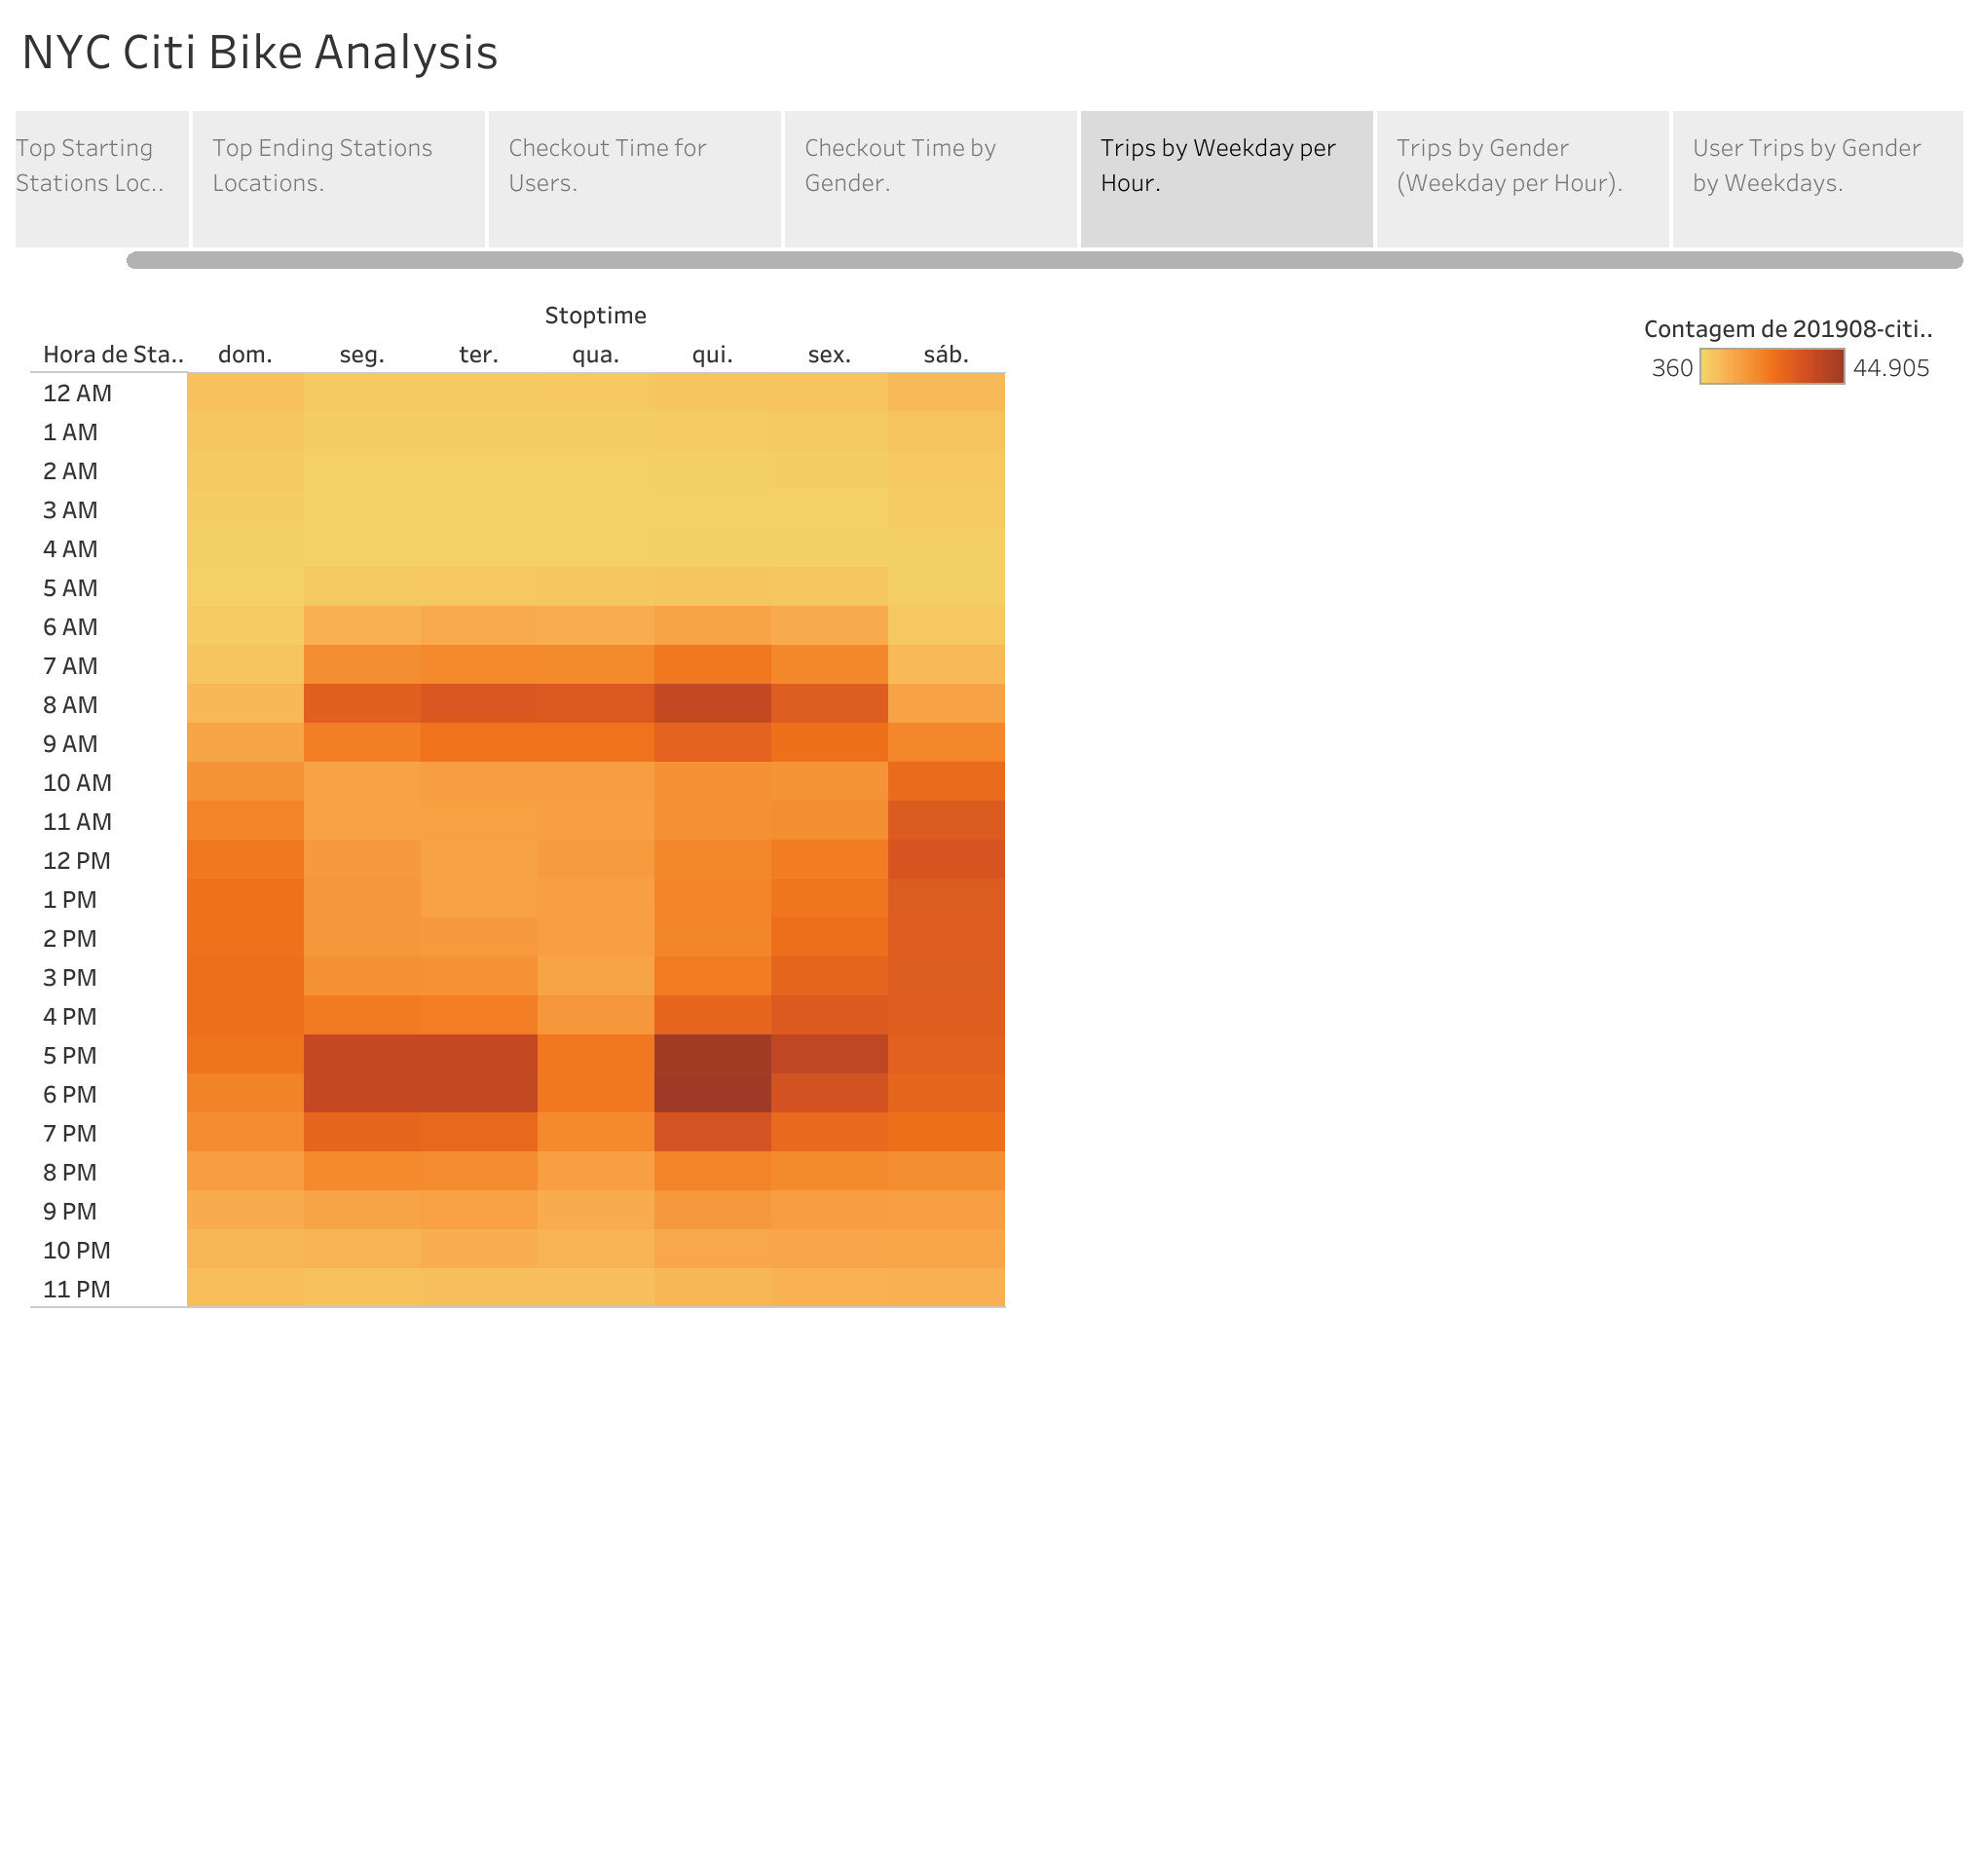 NYC Citi Bike Analysis
Top Starting
Stations Loc..
Top Ending Stations
Locations.
Checkout Time for
Users.
Checkout Time by
Gender.
Trips by Weekday per
Hour.
Trips by Gender
(Weekday per Hour).
User Trips by Gender
by Weekdays.
Stoptime
Hora de Sta.. dom. seg. ter. qua. qui. sex. sáb.
12 AM
1 AM
2 AM
3 AM
4 AM
5 AM
6 AM
7 AM
8 AM
9 AM
10 AM
11 AM
12 PM
1 PM
2 PM
3 PM
4 PM
5 PM
6 PM
7 PM
8 PM
9 PM
10 PM
11 PM
Contagem de 201908-citi..
360 44.905